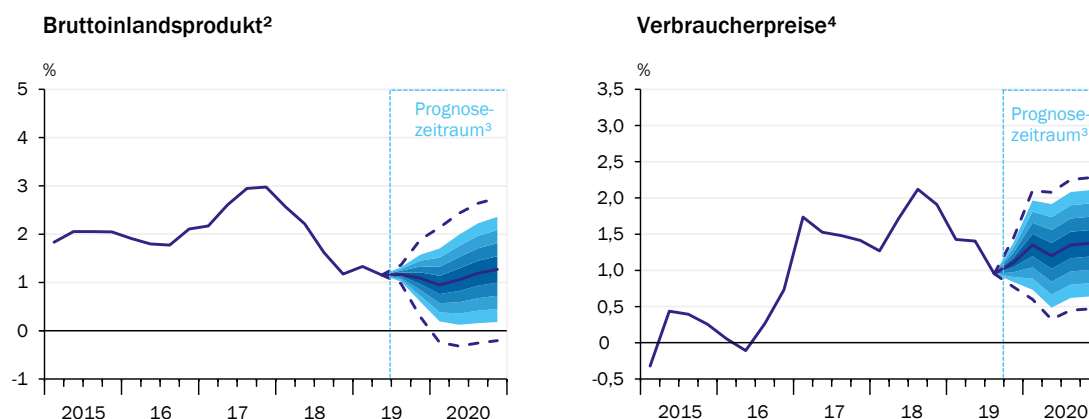 Bruttoinlandsprodukt²
%
5
4
3
2
1
0
-1
Prognose-
zeitraum³
2015 16 17 18 19 2020
Verbraucherpreise⁴
%
3,5
3,0
2,5
2,0
1,5
1,0
0,5
0
-0,5
Prognose-
zeitraum³
2015 16 17 18 19 2020